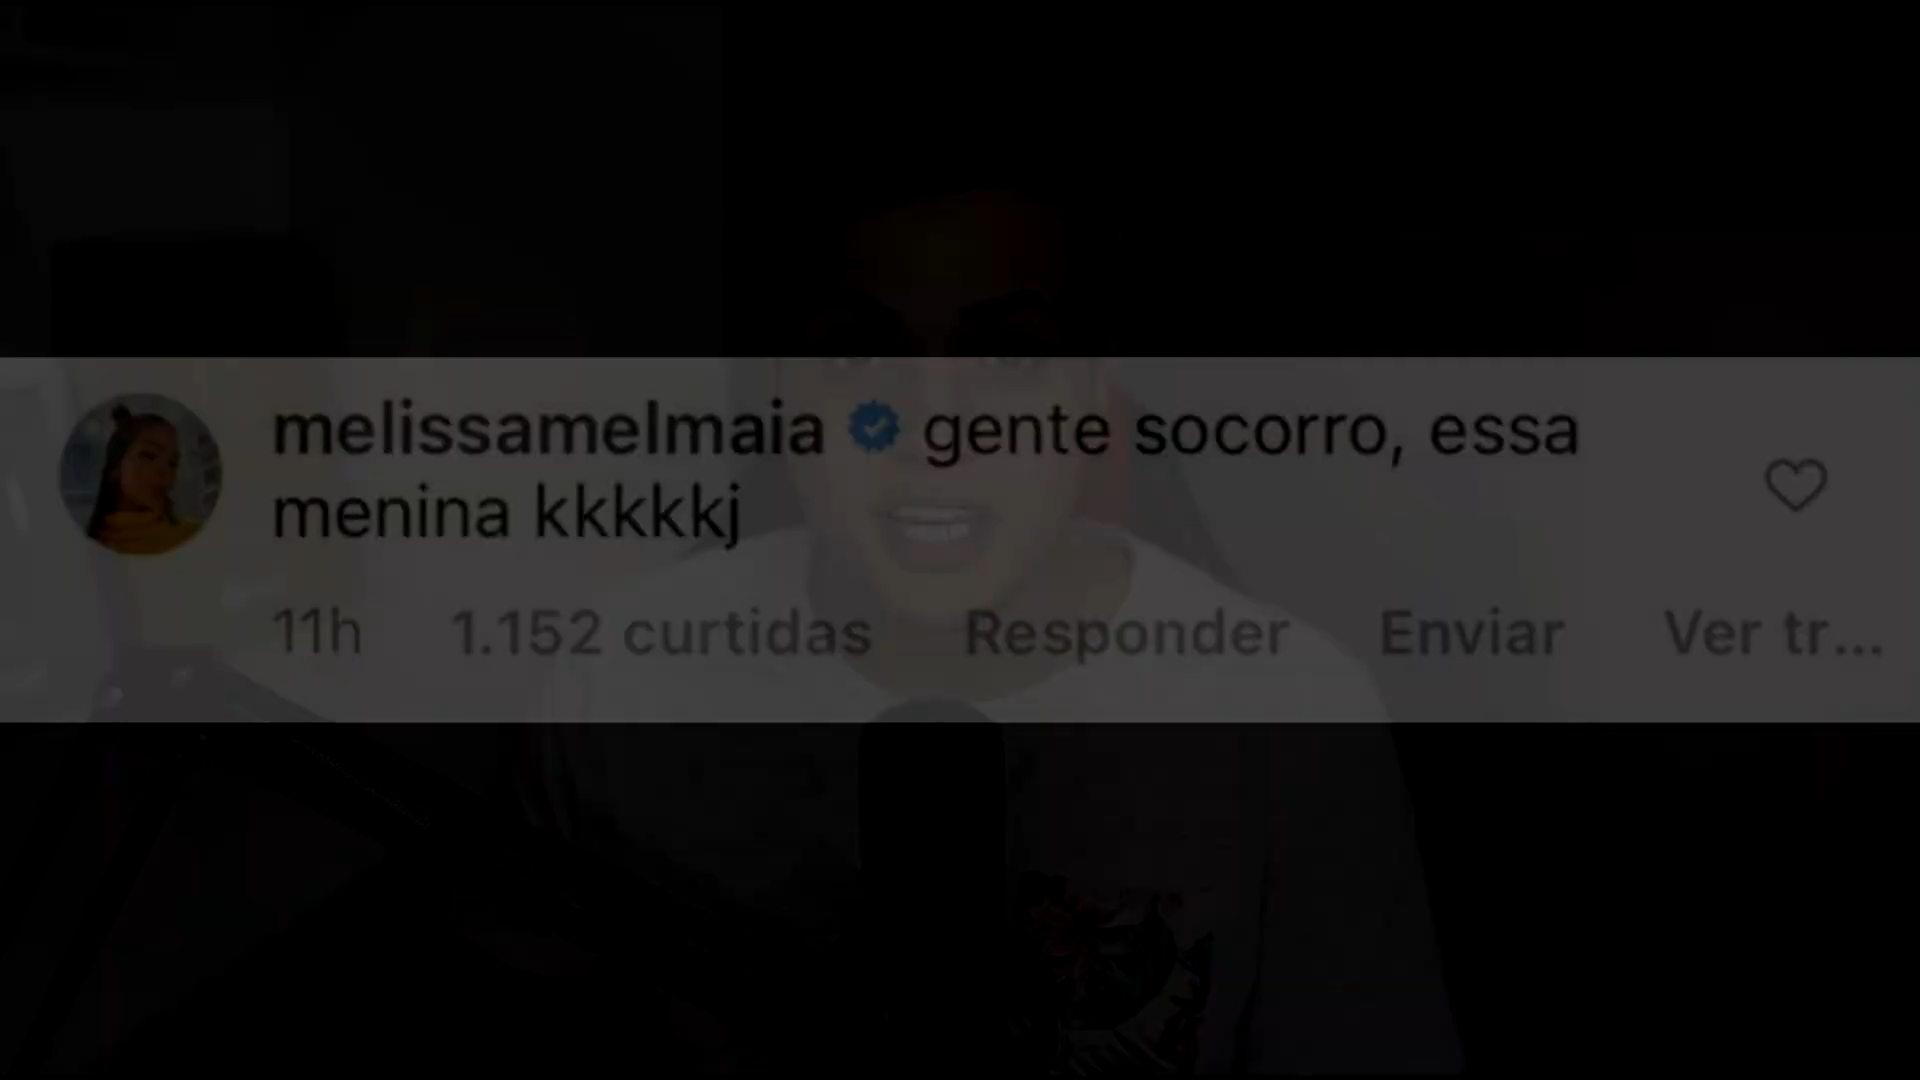 melissamelmaia gente socorro, essa
menina kkkkkj
11h 1.152 curtidas Responder Enviar Ver tr...